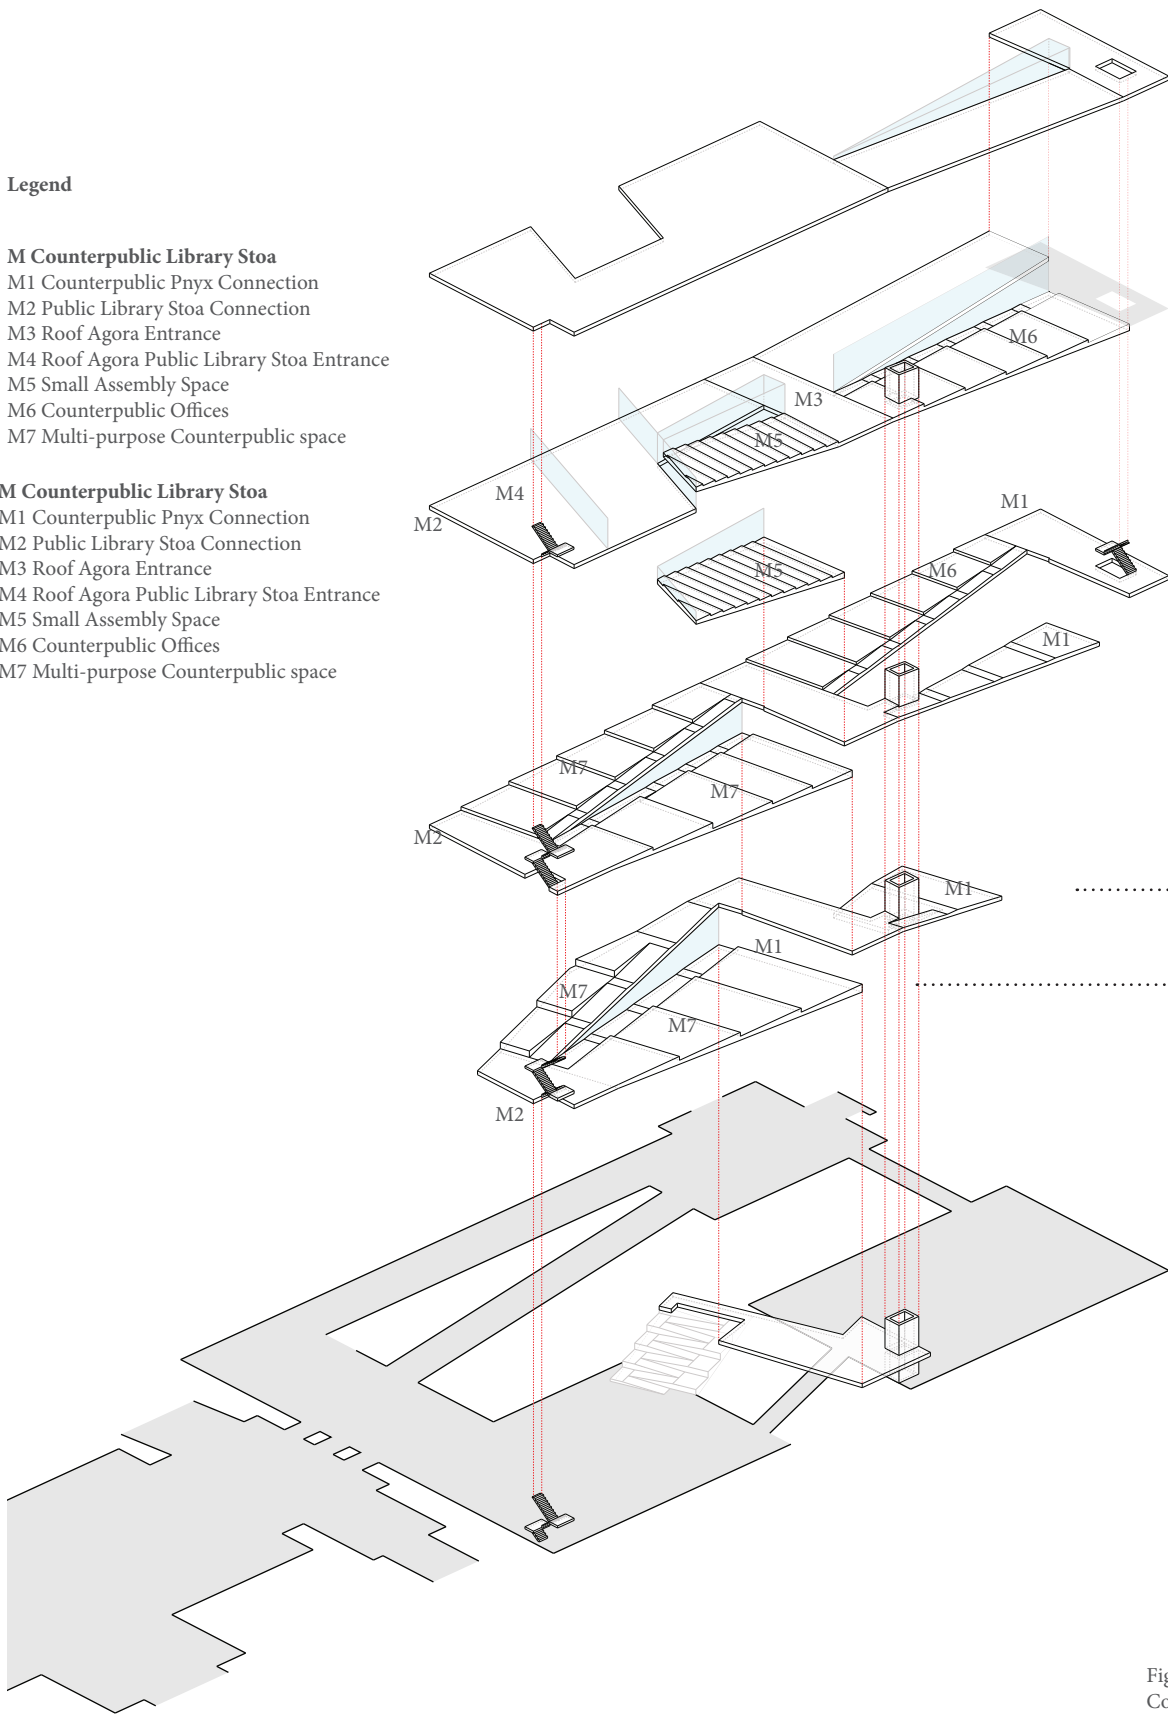 Legend
M Counterpublic Library Stoa
M1 Counterpublic Pnyx Connection
M2 Public Library Stoa Connection
M3 Roof Agora Entrance
M4 Roof Agora Public Library Stoa Entrance
M5 Small Assembly Space
M6 Counterpublic Offices
M7 Multi-purpose Counterpublic space
M Counterpublic Library Stoa
M1 Counterpublic Pnyx Connection
M2 Public Library Stoa Connection
M3 Roof Agora Entrance
M4 Roof Agora Public Library Stoa Entrance
M5 Small Assembly Space
M6 Counterpublic Offices
M7 Multi-purpose Counterpublic space
M6
M3
M5
M4
M2
M1
M5
M6
M1
M7
M7
M2
M1
M1
M7
M7
M2
Fig
Co